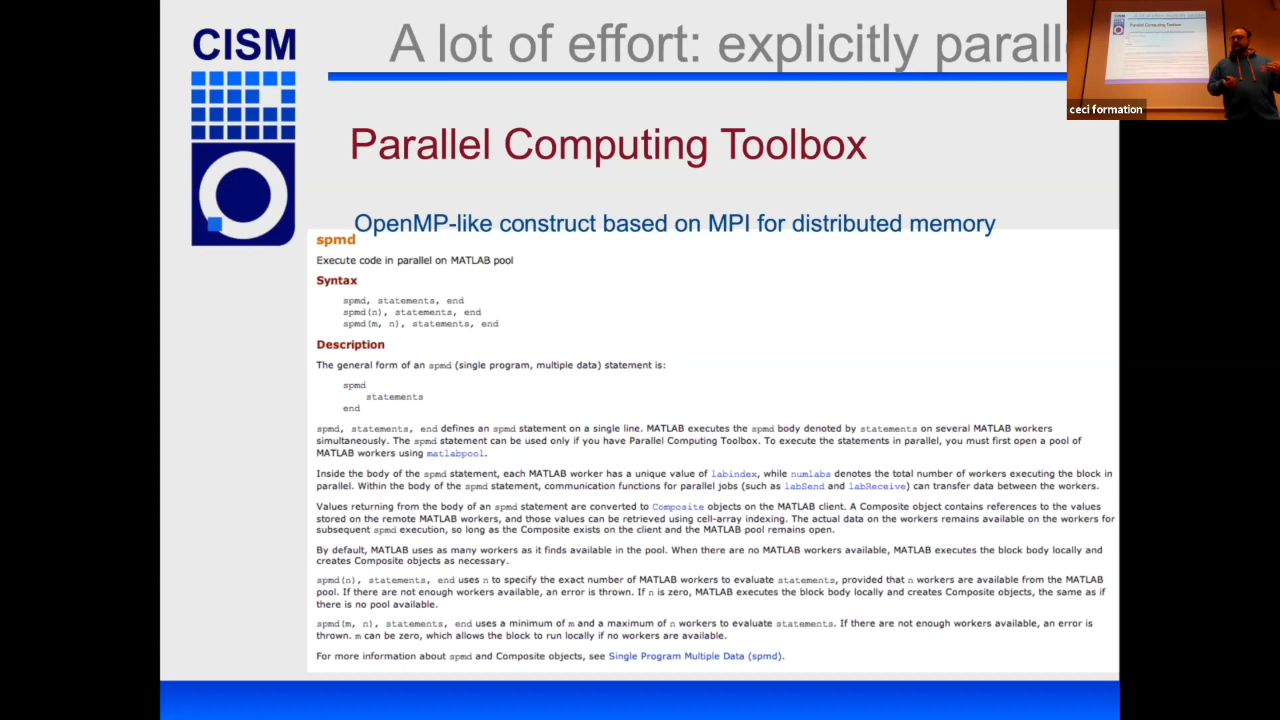 CISM
A lot of effort: explicitly parall
ceci formation
Parallel Computing Toolbox
OpenMP-like construct based on MPI for distributed memory
spmd
Execute code in parallel on MATLAB pool
Syntax
spmd, statements, end
spmd(n), statements, end
spmd(m, n), statements, end
Description
The general form of an spmd (single program, multiple data) statement is:
spmd
statements
end
spmd, statements, end defines an spmd statement on a single line. MATLAB executes the spmd body denoted by statements on several MATLAB workers
simultaneously. The spmd statement can be used only if you have Parallel Computing Toolbox. To execute the statements in parallel, you must first open a pool of
MATLAB workers using matlabpool.
Inside the body of the spmd statement, each MATLAB worker has a unique value of labindex, while numlabs denotes the total number of workers executing the block in
parallel. Within the body of the spmd statement, communication functions for parallel jobs (such as labSend and labReceive) can transfer data between the workers.
Values returning from the body of an spmd statement are converted to Composite objects on the MATLAB client. A Composite object contains references to the values
stored on the remote MATLAB workers, and those values can be retrieved using cell-array indexing. The actual data on the workers remains available on the workers for
subsequent spmd execution, so long as the Composite exists on the client and the MATLAB pool remains open.
By default, MATLAB uses as many workers as it finds available in the pool. When there are no MATLAB workers available, MATLAB executes the block body locally and
creates Composite objects as necessary.
spmd(n), statements, end uses n to specify the exact number of MATLAB workers to evaluate statements, provided that n workers are available from the MATLAB
pool. If there are not enough workers available, an error is thrown. If n is zero, MATLAB executes the block body locally and creates Composite objects, the same as if
there is no pool available.
spmd(m, n), statements, end uses a minimum of m and a maximum of n workers to evaluate statements. If there are not enough workers available, an error is
thrown. m can be zero, which allows the block to run locally if no workers are available.
For more information about spmd and Composite objects, see Single Program Multiple Data (spmd).